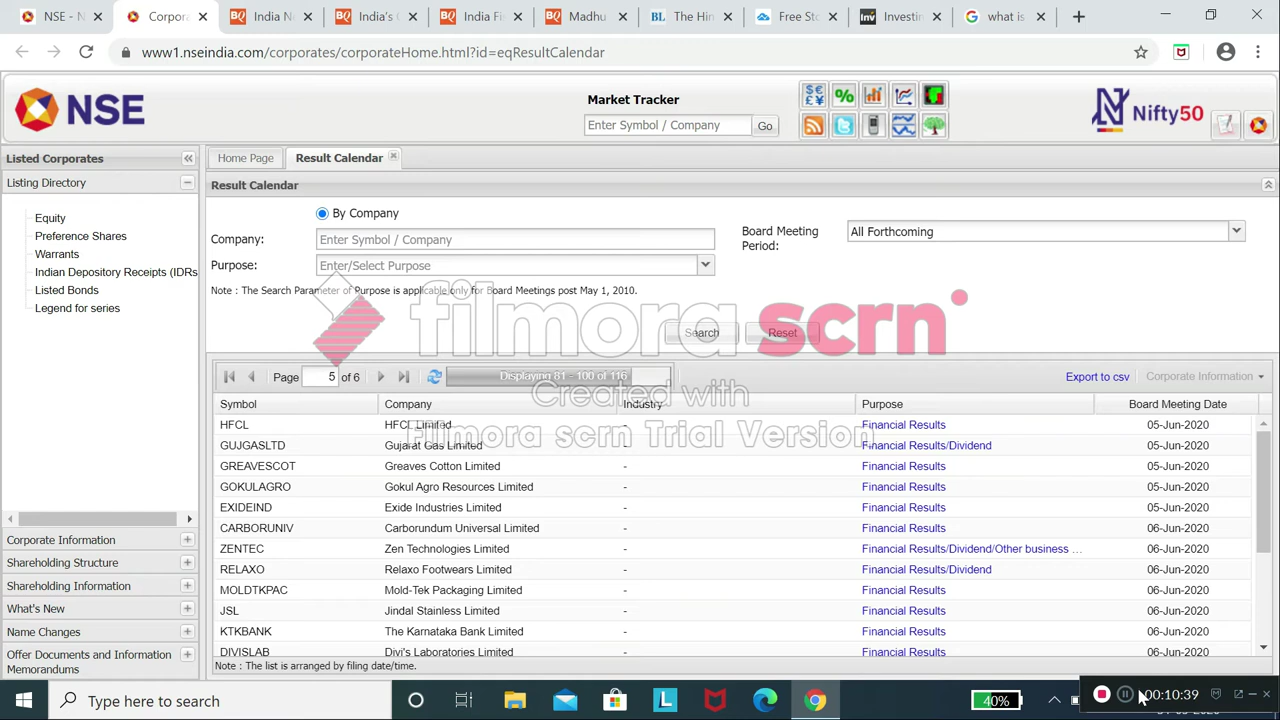 NSE - N
Corpora
India N
India's C
India Fi
Madhu
The Hin
Free Sto
Investin
what is
www1.nseindia.com/corporates/corporateHome.html?id=eqResultCalendar
NSE
Market Tracker
Enter Symbol / Company
Go
Nifty50
Listed Corporates
Home Page
Result Calendar
Listing Directory
Equity
Preference Shares
Warrants
Indian Depository Receipts (IDRs
Listed Bonds
Legend for series
Corporate Information
Shareholding Structure
Shareholding Information
What's New
Name Changes
Offer Documents and Information
Memorandums
Result Calendar
By Company
Company:
Enter Symbol / Company
Board Meeting
Period:
All Forthcoming
Purpose:
Enter/Select Purpose
Note : The Search Parameter of Purpose is applicable only for Board Meetings post May 1, 2010.
Search
Reset
filmora scrn
Created with
Filmora scrn Trial Version
Page 5 of 6
Displaying 81 - 100 of 116
Export to csv
Corporate Information
Symbol Company Industry Purpose Board Meeting Date
HFCL HFCL Limited - Financial Results 05-Jun-2020
GUJGASLTD Gujarat Gas Limited - Financial Results/Dividend 05-Jun-2020
GREAVESCOT Greaves Cotton Limited - Financial Results 05-Jun-2020
GOKULAGRO Gokul Agro Resources Limited - Financial Results 05-Jun-2020
EXIDEIND Exide Industries Limited - Financial Results 05-Jun-2020
CARBORUNIV Carborundum Universal Limited - Financial Results 06-Jun-2020
ZENTEC Zen Technologies Limited - Financial Results/Dividend/Other business ... 06-Jun-2020
RELAXO Relaxo Footwears Limited - Financial Results/Dividend 06-Jun-2020
MOLDTKPAC Mold-Tek Packaging Limited - Financial Results 06-Jun-2020
JSL Jindal Stainless Limited - Financial Results 06-Jun-2020
KTKBANK The Karnataka Bank Limited - Financial Results 06-Jun-2020
DIVISLAB Divi's Laboratories Limited - Financial Results 06-Jun-2020
Note : The list is arranged by filing date/time.
Type here to search
40%
00:10:39